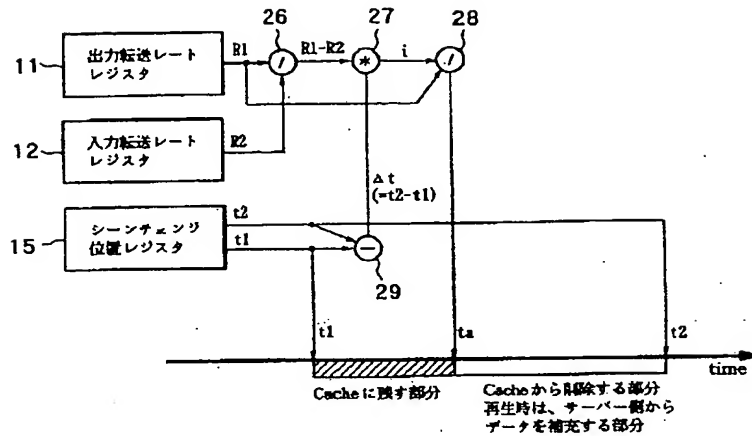 26 27 28
11 出力転送レート
レジスタ
R1 / R1-R2 * i /
12 入力転送レート
レジスタ
R2
Δt
(=t2-t1)
15 シーンチェンジ
位置レジスタ
t2
t1
−
29
t1 ta t2
time
Cacheに残す部分
Cacheから削除する部分
再生時は、サーバー側から
データを補充する部分